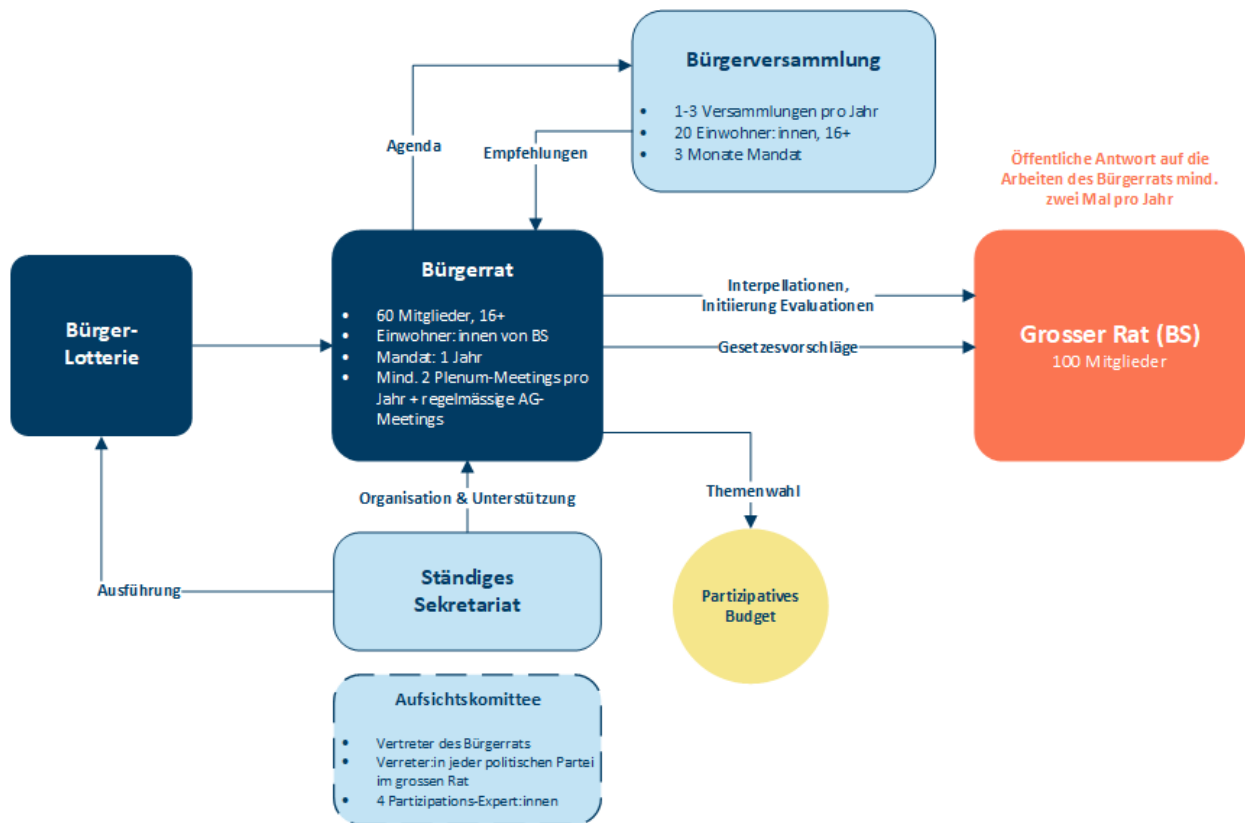 Bürgerversammlung
• 1-3 Versammlungen pro Jahr
• 20 Einwohner:innen, 16+
• 3 Monate Mandat
Agenda
Empfehlungen
Öffentliche Antwort auf die
Arbeiten des Bürgerrats mind.
zwei Mal pro Jahr
Bürger-
Lotterie
Bürgerrat
• 60 Mitglieder, 16+
• Einwohner:innen von BS
• Mandat: 1 Jahr
• Mind. 2 Plenum-Meetings pro
Jahr + regelmässige AG-
Meetings
Interpellationen,
Initiierung Evaluationen
Gesetzesvorschläge
Grosser Rat (BS)
100 Mitglieder
Organisation & Unterstützung
Themenwahl
Ausführung
Ständiges
Sekretariat
Partizipatives
Budget
Aufsichtskomittee
• Vertreter des Bürgerrats
• Verreter:in jeder politischen Partei
im grossen Rat
• 4 Partizipations-Expert:innen